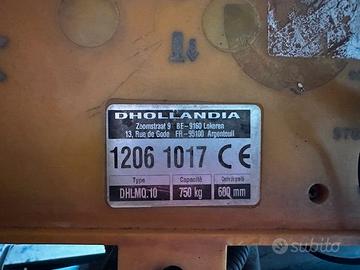 DHOLLANDIA
Zoomstraat 9 BE-9160 Lokeren
13, Rue de Gode FR-95100 Argenteuil
1206 1017 CE
Type Capacité
DHLMQ.10 750 kg 600 mm
subito